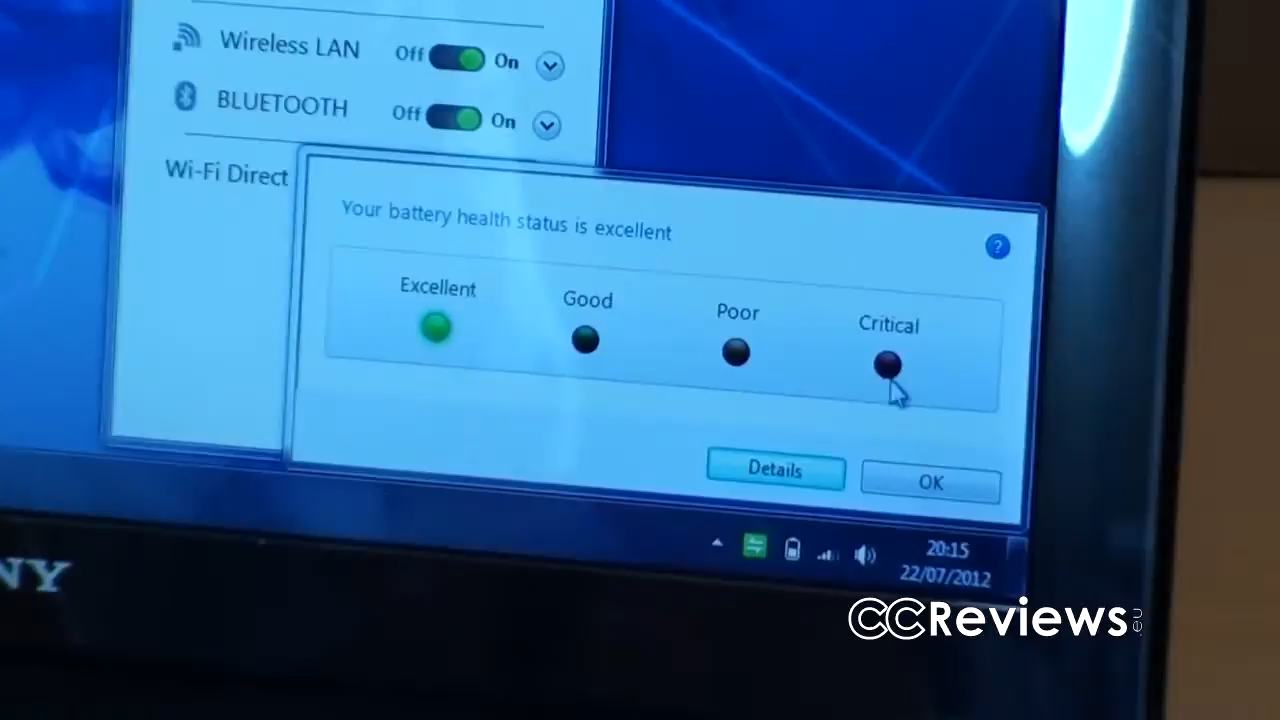 Wireless LAN Off On
BLUETOOTH Off On
Wi-Fi Direct
Your battery health status is excellent
?
Excellent Good Poor Critical
Details OK
20:15
22/07/2012
NY
CCReviews.eu